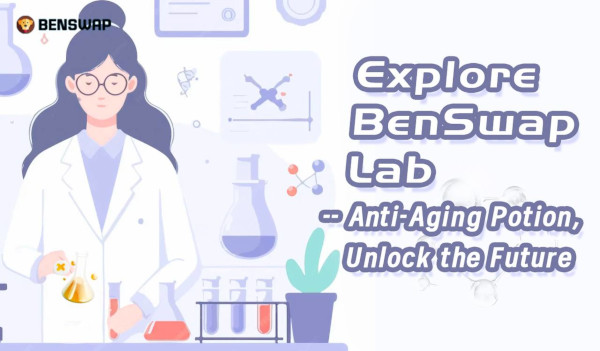 BENSWAP
Explore
BenSwap
Lab
-- Anti-Aging Potion,
Unlock the Future